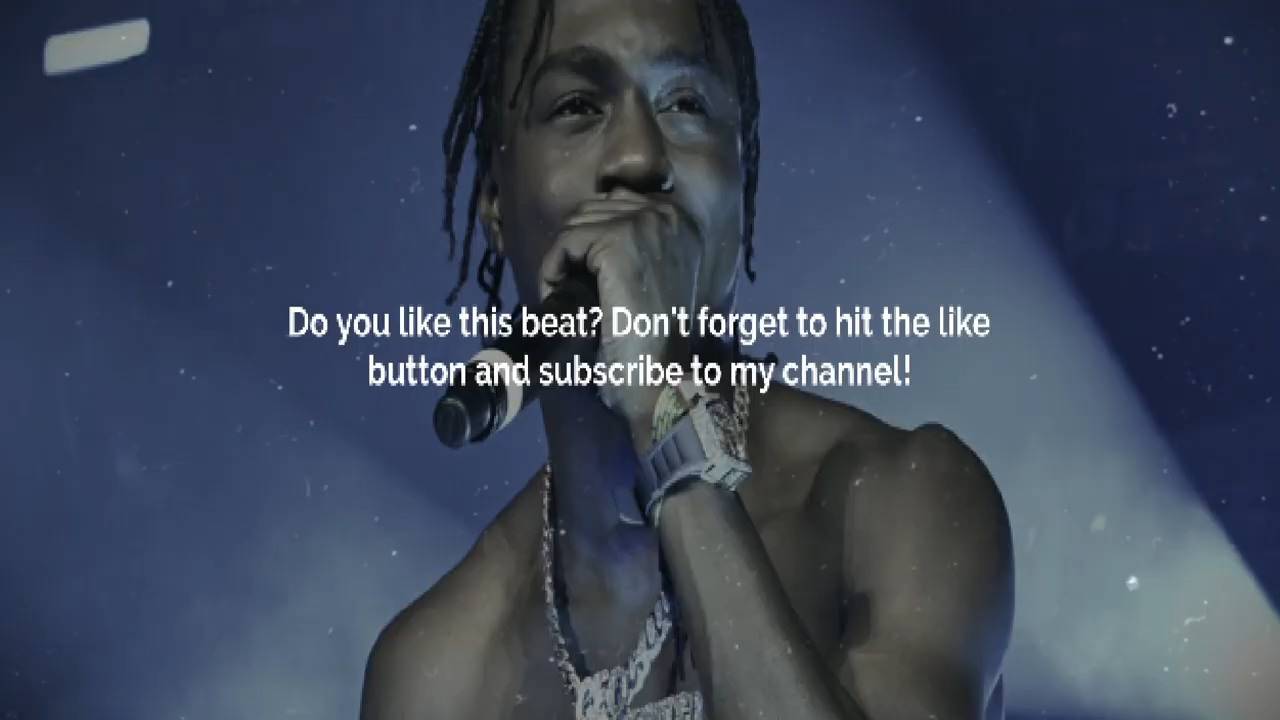 Do you like this beat? Don't forget to hit the like
button and subscribe to my channel!